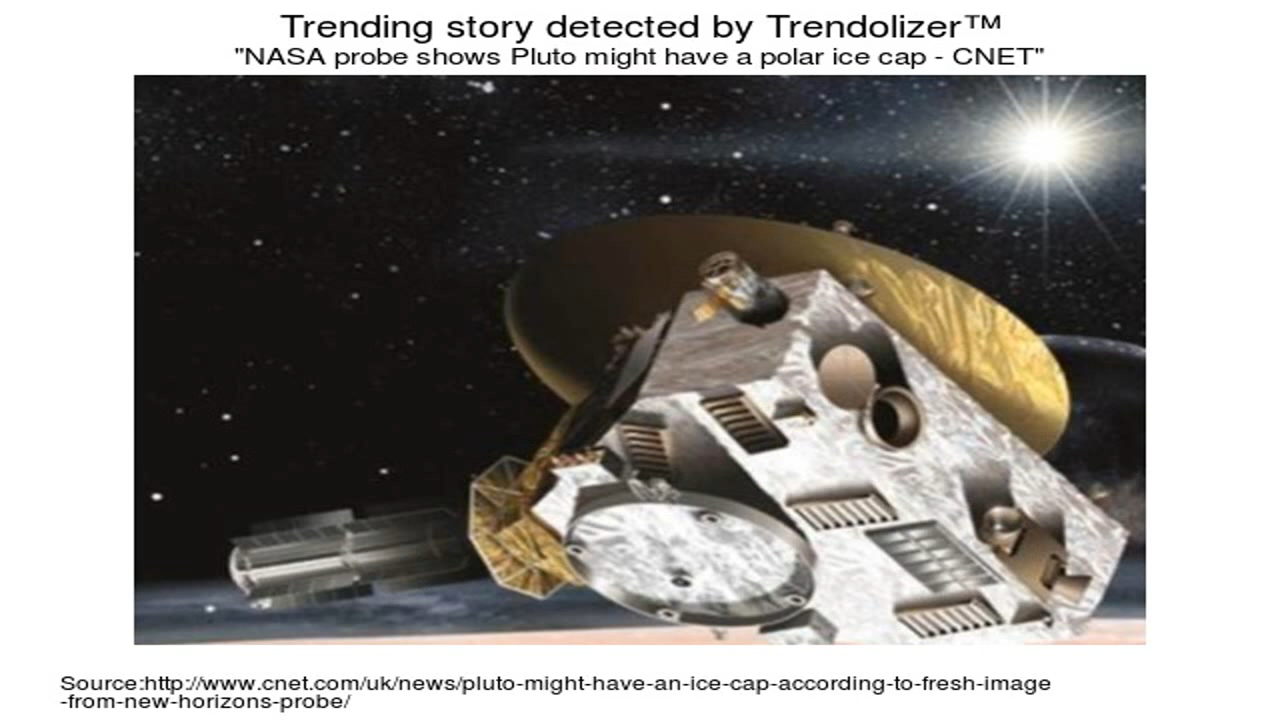 Trending story detected by Trendolizer™
"NASA probe shows Pluto might have a polar ice cap - CNET"
Source:http://www.cnet.com/uk/news/pluto-might-have-an-ice-cap-according-to-fresh-image
-from-new-horizons-probe/